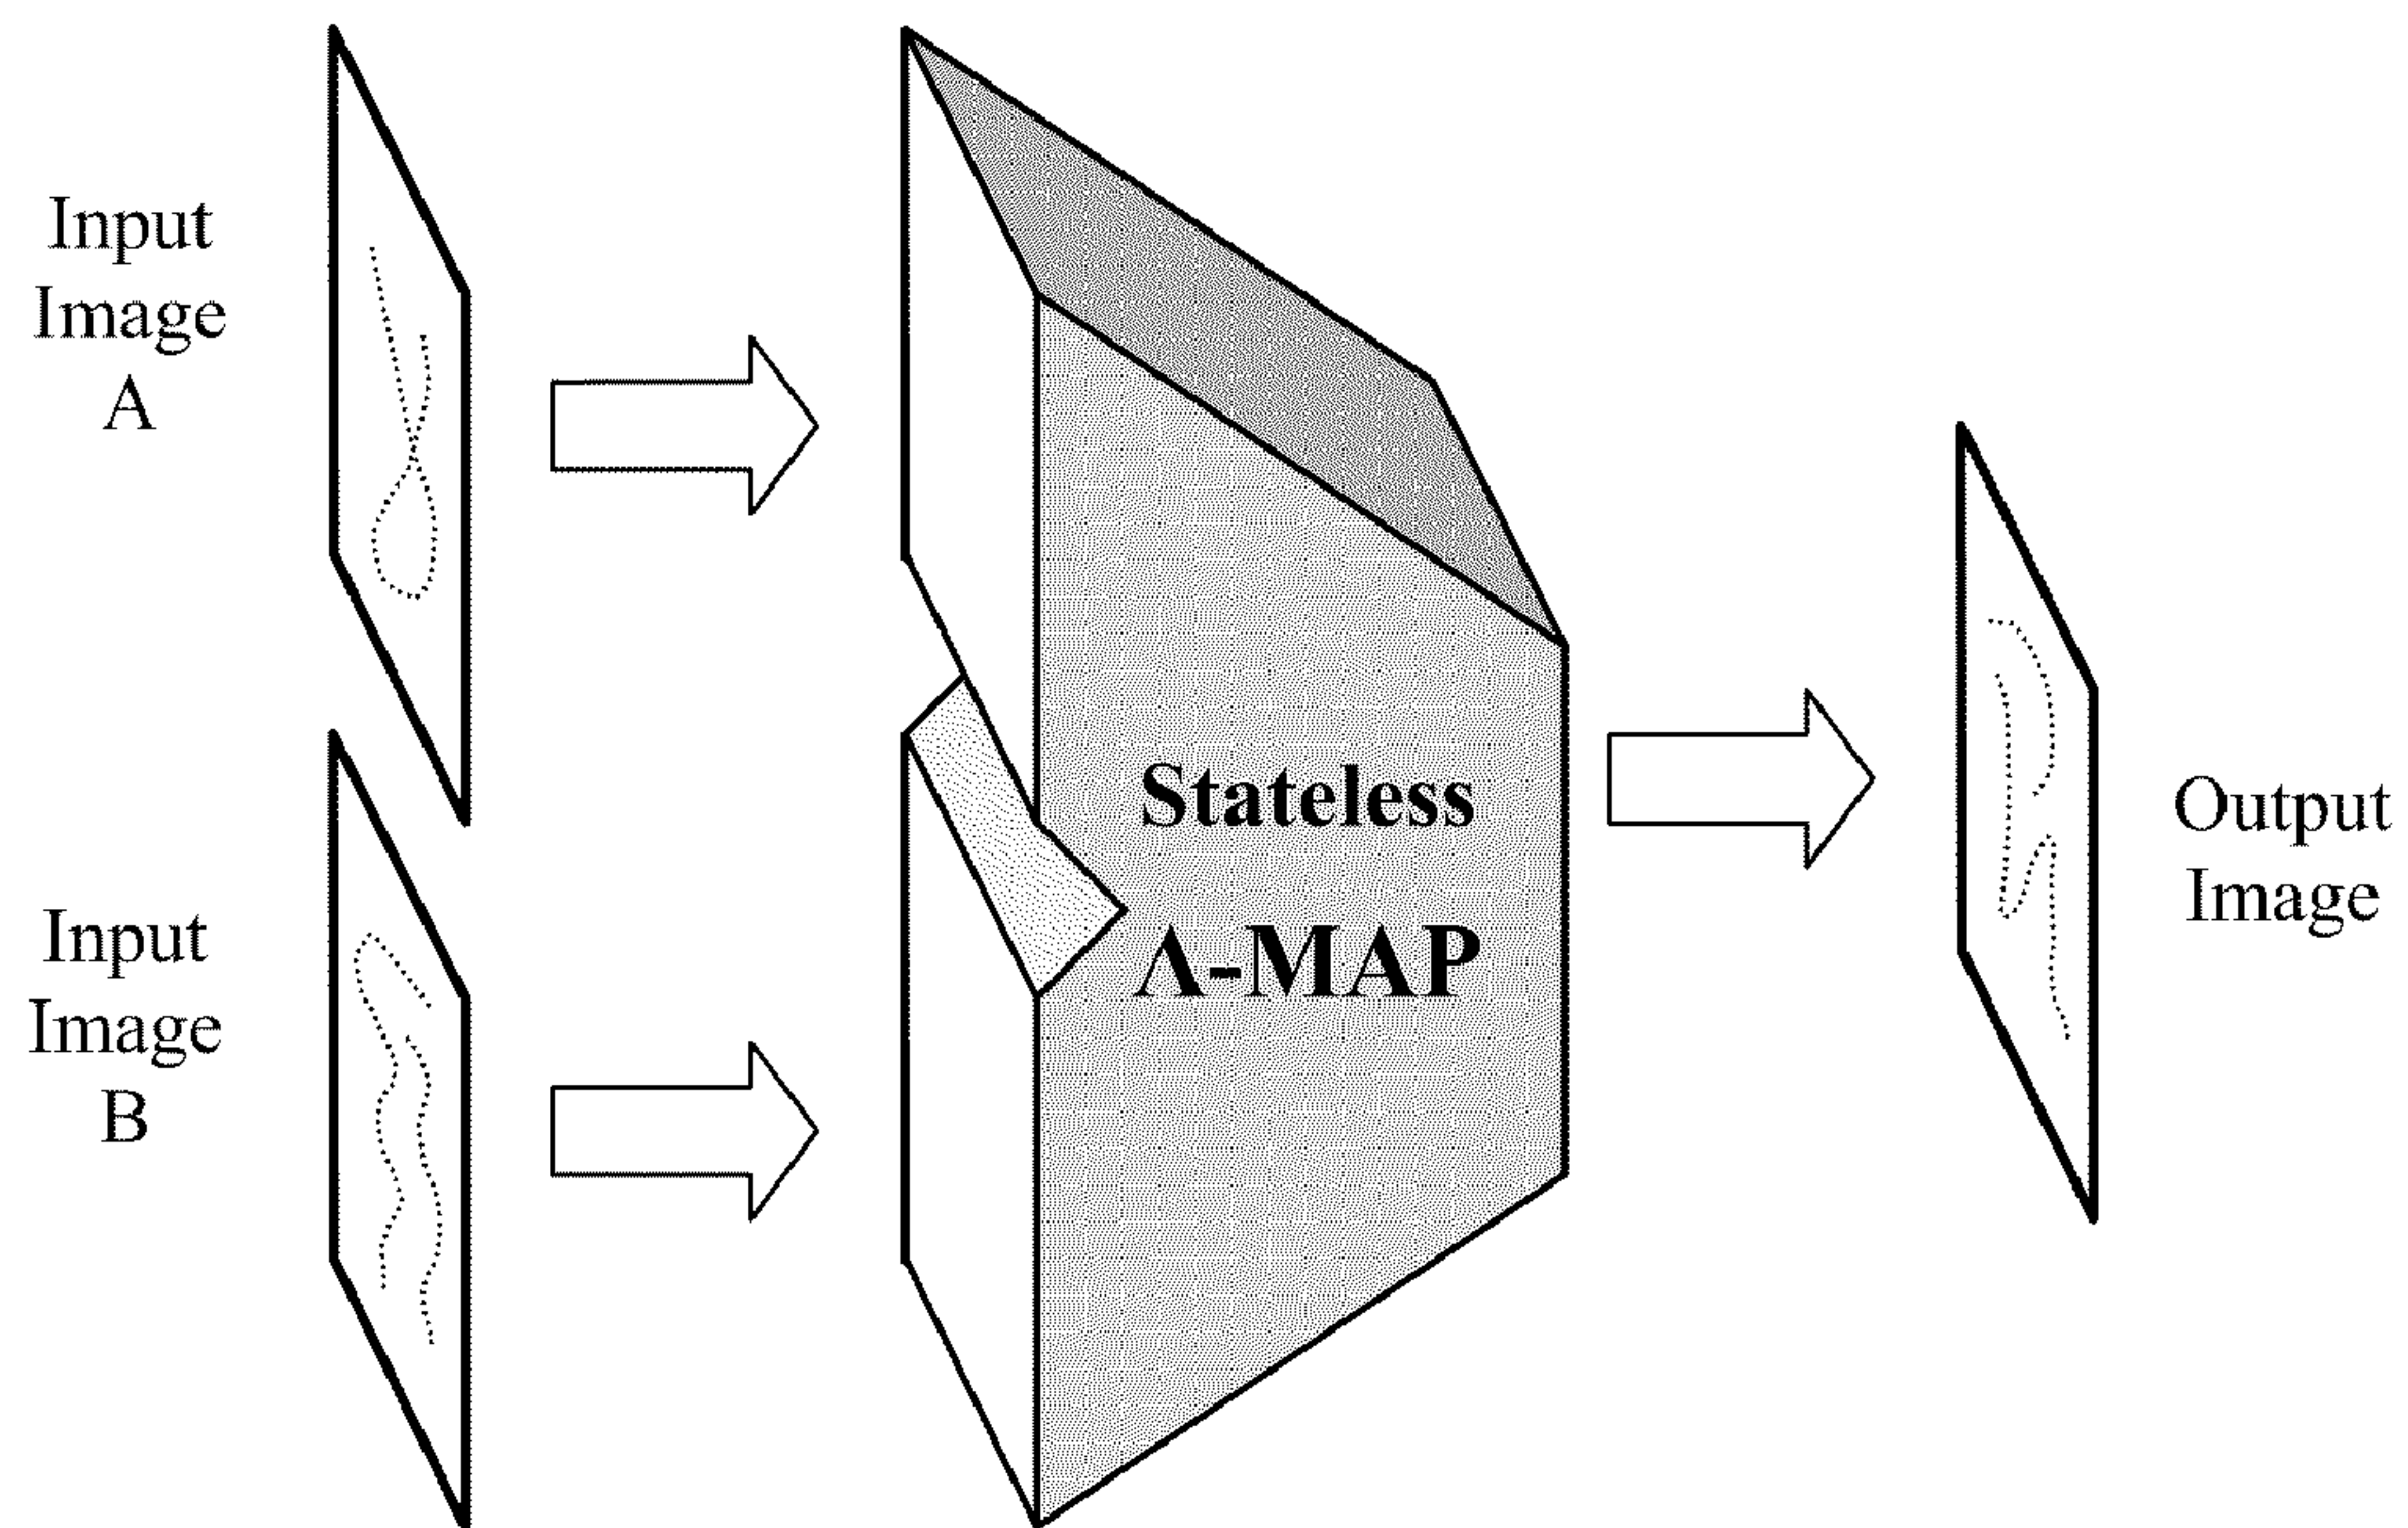 Input
Image
A
Input
Image
B
Stateless
Λ-MAP
Output
Image